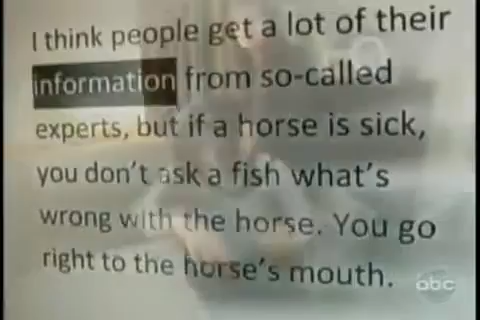 I think people get a lot of their
information from so-called
experts, but if a horse is sick,
you don't ask a fish what's
wrong with the horse. You go
right to the horse's mouth.
abc